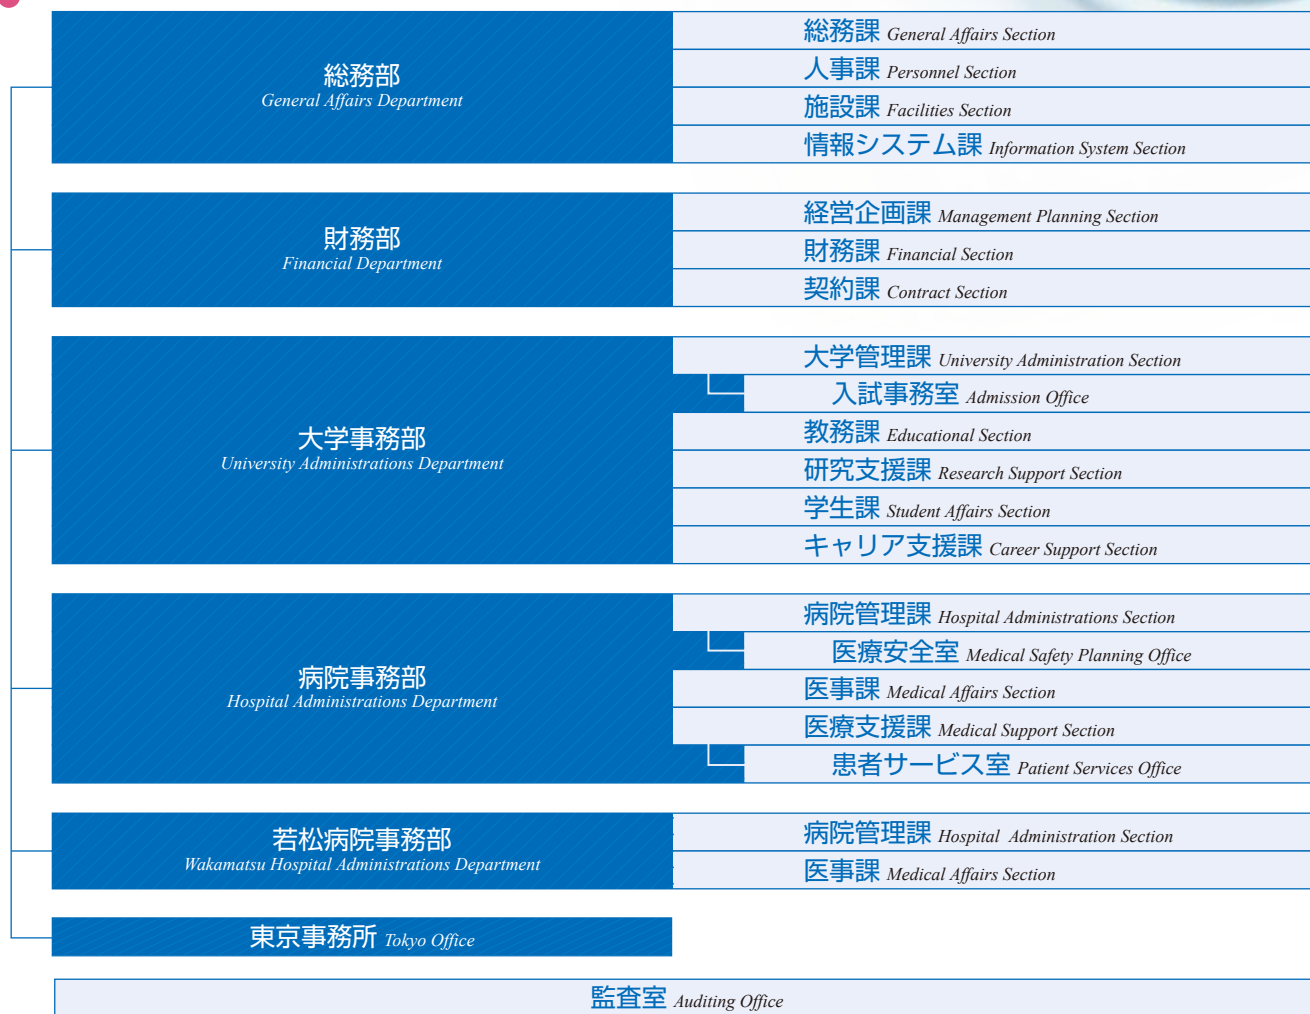 総務部
General Affairs Department
総務課 General Affairs Section
人事課 Personnel Section
施設課 Facilities Section
情報システム課 Information System Section
財務部
Financial Department
経営企画課 Management Planning Section
財務課 Financial Section
契約課 Contract Section
大学事務部
University Administrations Department
大学管理課 University Administration Section
入試事務室 Admission Office
教務課 Educational Section
研究支援課 Research Support Section
学生課 Student Affairs Section
キャリア支援課 Career Support Section
病院事務部
Hospital Administrations Department
病院管理課 Hospital Administrations Section
医療安全室 Medical Safety Planning Office
医事課 Medical Affairs Section
医療支援課 Medical Support Section
患者サービス室 Patient Services Office
若松病院事務部
Wakamatsu Hospital Administrations Department
病院管理課 Hospital Administration Section
医事課 Medical Affairs Section
東京事務所 Tokyo Office
監査室 Auditing Office